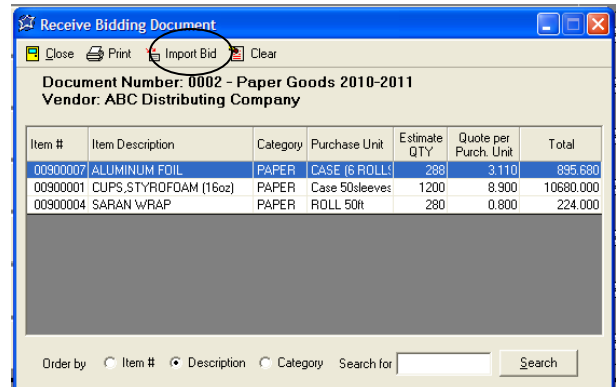 Receive Bidding Document
Close Print Import Bid Clear
Document Number: 0002 - Paper Goods 2010-2011
Vendor: ABC Distributing Company
Item # Item Description Category Purchase Unit Estimate QTY Quote per Purch. Unit Total
00900007 ALUMINUM FOIL PAPER CASE (6 ROLLS 288 3.110 895.680
00900001 CUPS,STYROFOAM (16oz) PAPER Case 50sleeves 1200 8.900 10680.000
00900004 SARAN WRAP PAPER ROLL 50ft 280 0.800 224.000
Order by Item # Description Category Search for Search